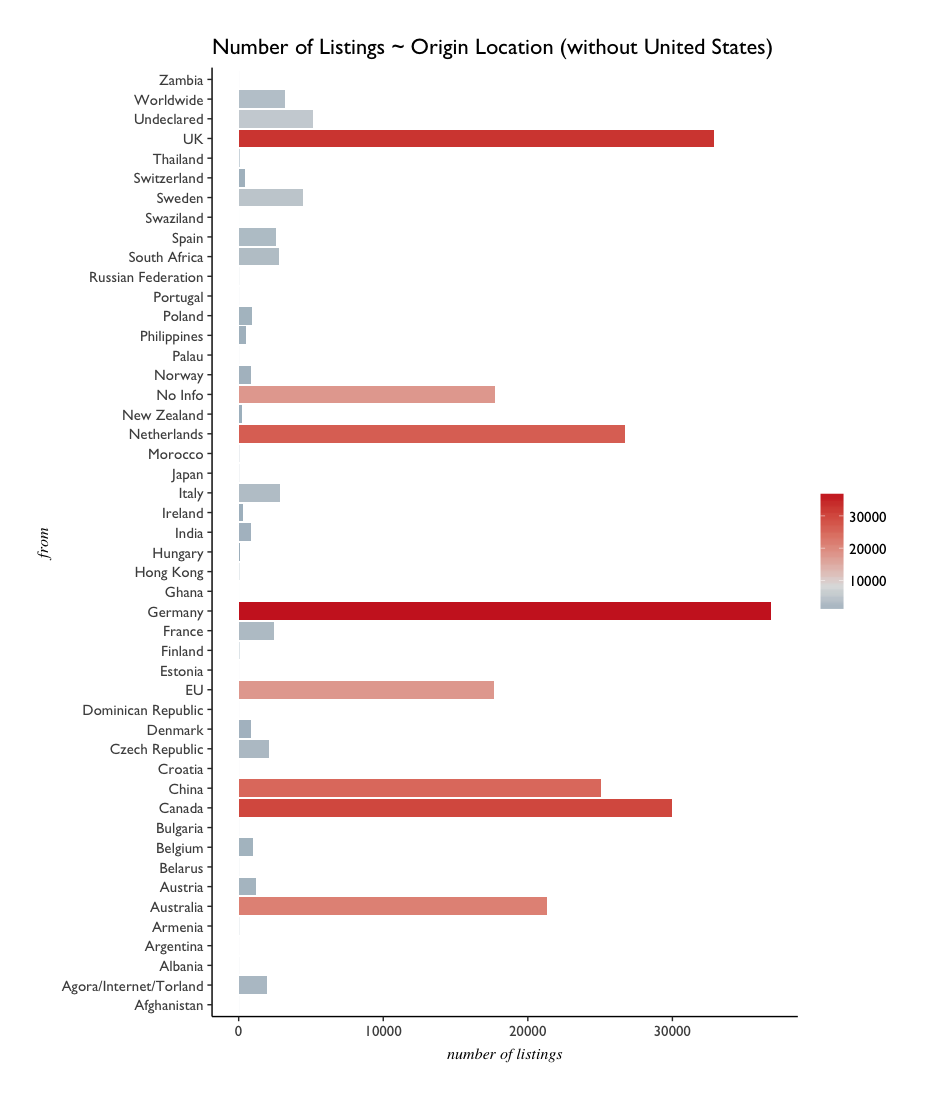 Number of Listings ~ Origin Location (without United States)
Zambia
Worldwide
Undeclared
UK
Thailand
Switzerland
Sweden
Swaziland
Spain
South Africa
Russian Federation
Portugal
Poland
Philippines
Palau
Norway
No Info
New Zealand
Netherlands
Morocco
Japan
Italy
Ireland
India
Hungary
Hong Kong
Ghana
Germany
France
Finland
Estonia
EU
Dominican Republic
Denmark
Czech Republic
Croatia
China
Canada
Bulgaria
Belgium
Belarus
Austria
Australia
Armenia
Argentina
Albania
Agora/Internet/Torland
Afghanistan
from
0 10000 20000 30000
number of listings
30000
20000
10000